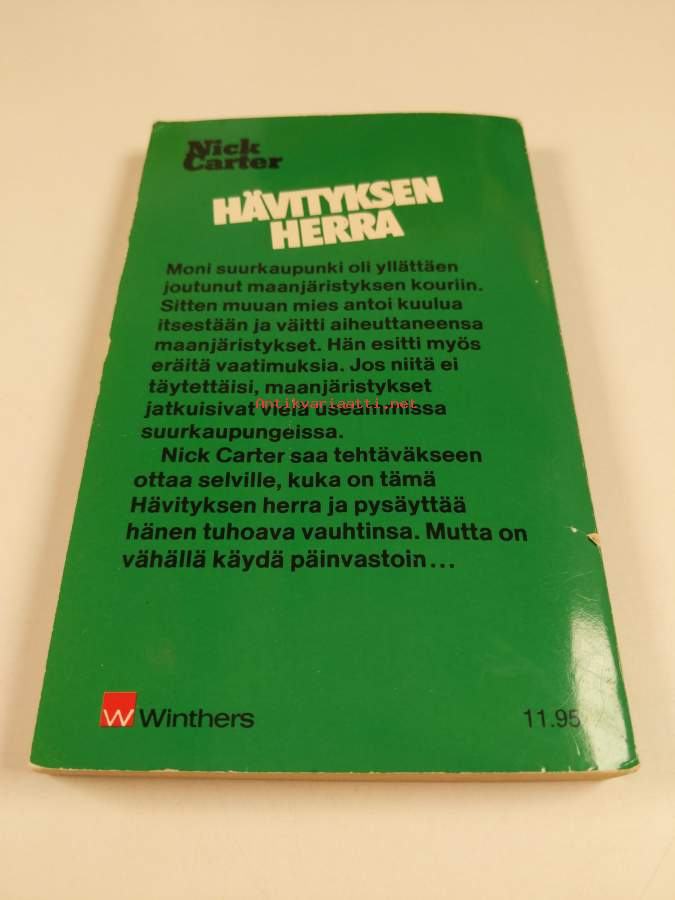 Nick
Carter
HÄVITYKSEN
HERRA
Moni suurkaupunki oli yllättäen
joutunut maanjäristyksen kouriin.
Sitten muuan mies antoi kuulua
itsestään ja väitti aiheuttaneensa
maanjäristykset. Hän esitti myös
eräitä vaatimuksia. Jos niitä ei
täytettäisi, maanjäristykset
jatkuisivat vielä useammissa
Antikvariaatti.net
suurkaupungeissa.
Nick Carter saa tehtäväkseen
ottaa selville, kuka on tämä
Hävityksen herra ja pysäyttää
hänen tuhoava vauhtinsa. Mutta on
vähällä käydä päinvastoin...
W Winthers
11.95